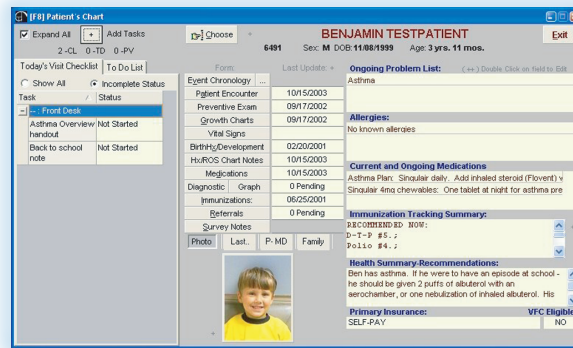 [F8] Patient's Chart
Expand All + Add Tasks
2 -CL 0 -TD 0 -PV
Choose
BENJAMIN TESTPATIENT
Exit
6491 Sex: M DOB: 11/08/1999 Age: 3 yrs. 11 mos.
Today's Visit Checklist To Do List
Show All Incomplete Status
Task / Status
-- : Front Desk
Asthma Overview handout Not Started
Back to school note Not Started
Form: Last Update: +
Event Chronology ...
Patient Encounter 10/15/2003
Preventive Exam 09/17/2002
Growth Charts 09/17/2002
Vital Signs
BirthHx/Development 02/20/2001
Hx/ROS Chart Notes 10/15/2003
Medications 10/15/2003
Diagnostic Graph 0 Pending
Immunizations: 06/25/2001
Referrals 0 Pending
Survey Notes
Photo Last.. P- MD Family
Ongoing Problem List: (++) Double Click on field to Edit
Asthma
Allergies:
No known allergies
Current and Ongoing Medications
Asthma Plan: Singulair daily. Add inhaled steroid (Flovent) v
Singulair 4mg chewables: One tablet at night for asthma pre
Immunization Tracking Summary:
RECOMMENDED NOW:
D-T-P #5.;
Polio #4.;
Health Summary-Recommendations:
Ben has asthma. If he were to have an episode at school -
he should be given 2 puffs of albuterol with an
aerochamber, or one nebulization of inhaled albuterol. His
Primary Insurance: VFC Eligible
SELF-PAY NO